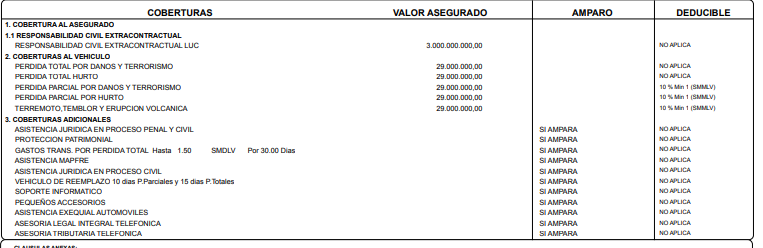 COBERTURAS VALOR ASEGURADO AMPARO DEDUCIBLE
1. COBERTURA AL ASEGURADO
1.1 RESPONSABILIDAD CIVIL EXTRACONTRACTUAL
RESPONSABILIDAD CIVIL EXTRACONTRACTUAL LUC 3.000.000.000,00 NO APLICA
2. COBERTURAS AL VEHICULO
PERDIDA TOTAL POR DANOS Y TERRORISMO 29.000.000,00 NO APLICA
PERDIDA TOTAL HURTO 29.000.000,00 NO APLICA
PERDIDA PARCIAL POR DANOS Y TERRORISMO 29.000.000,00 10 % Min 1 (SMMLV)
PERDIDA PARCIAL POR HURTO 29.000.000,00 10 % Min 1 (SMMLV)
TERREMOTO,TEMBLOR Y ERUPCION VOLCANICA 29.000.000,00 10 % Min 1 (SMMLV)
3. COBERTURAS ADICIONALES
ASISTENCIA JURIDICA EN PROCESO PENAL Y CIVIL SI AMPARA NO APLICA
PROTECCION PATRIMONIAL SI AMPARA NO APLICA
GASTOS TRANS. POR PERDIDA TOTAL Hasta 1.50 SMDLV Por 30.00 Dias SI AMPARA NO APLICA
ASISTENCIA MAPFRE SI AMPARA NO APLICA
ASISTENCIA JURIDICA EN PROCESO CIVIL SI AMPARA NO APLICA
VEHICULO DE REEMPLAZO 10 dias P.Parciales y 15 dias P.Totales SI AMPARA NO APLICA
SOPORTE INFORMATICO SI AMPARA NO APLICA
PEQUEÑOS ACCESORIOS SI AMPARA NO APLICA
ASISTENCIA EXEQUIAL AUTOMOVILES SI AMPARA NO APLICA
ASESORIA LEGAL INTEGRAL TELEFONICA SI AMPARA NO APLICA
ASESORIA TRIBUTARIA TELEFONICA SI AMPARA NO APLICA
CLAUSULAS ANEXAS: